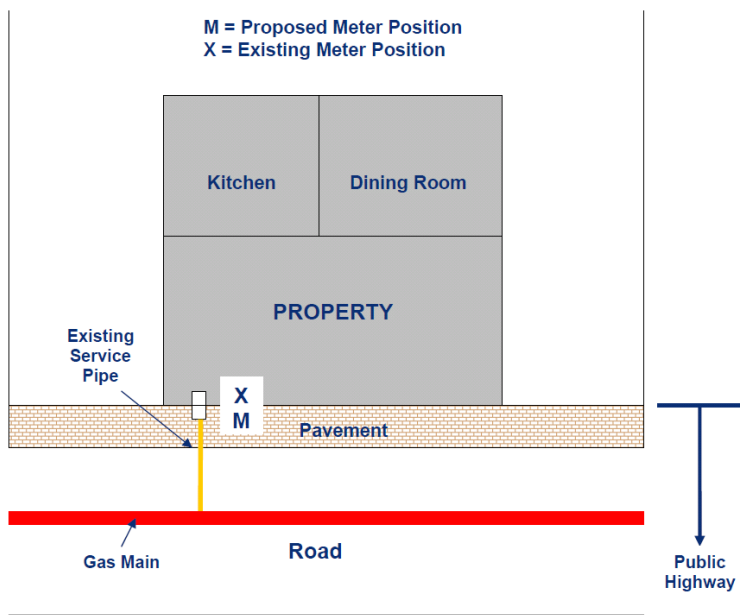 M = Proposed Meter Position
X = Existing Meter Position
Kitchen
Dining Room
PROPERTY
Existing
Service
Pipe
X
M
Pavement
Gas Main
Road
Public
Highway